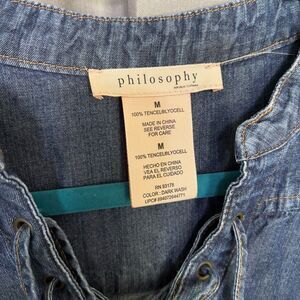 philosophy
M
100% TENCEL/LYOCELL
MADE IN CHINA
SEE REVERSE
FOR CARE
M
100% TENCEL/LYOCELL
HECHO EN CHINA
VEA EL REVERSO
PARA EL CUIDADO
RN 93178
COLOR : DARK WASH